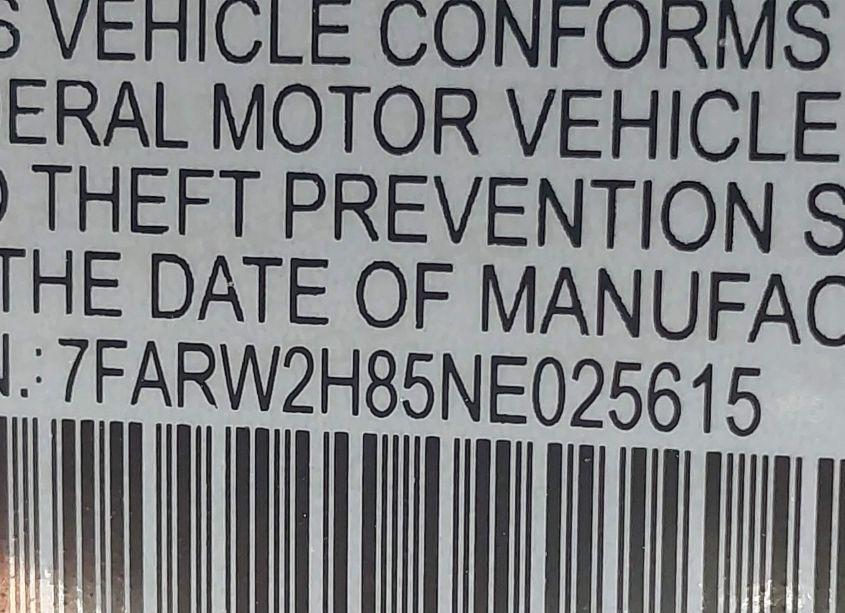 S VEHICLE CONFORMS
ERAL MOTOR VEHICLE
THEFT PREVENTION S
THE DATE OF MANUFAC
N.: 7FARW2H85NE025615